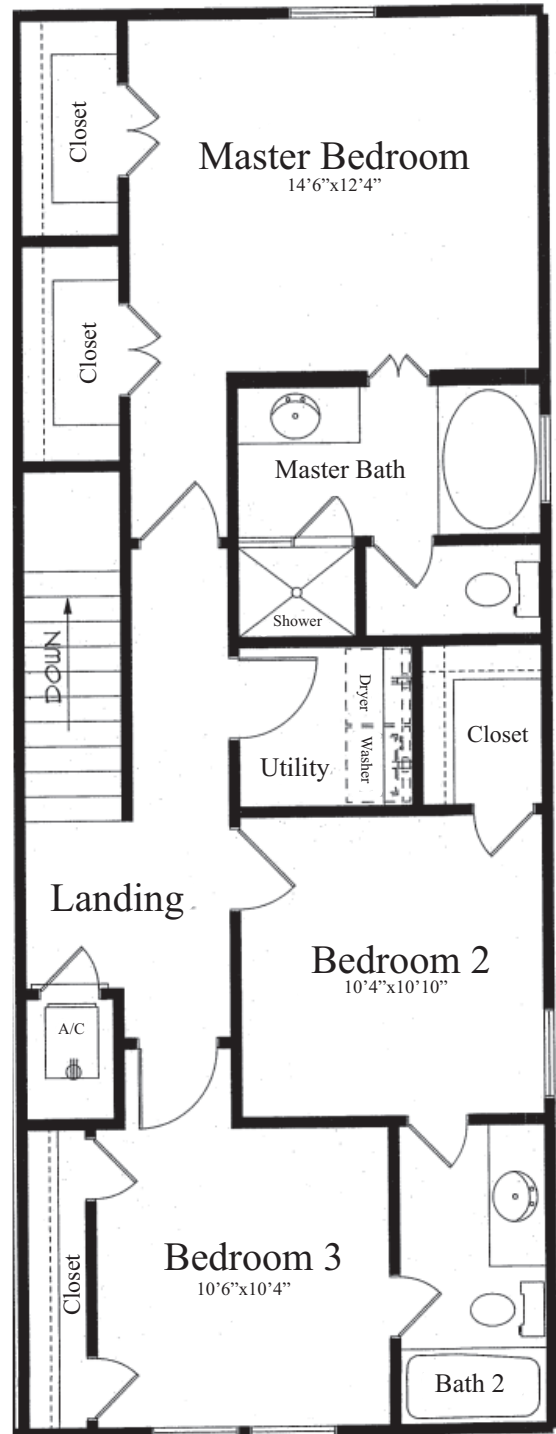 Closet
Master Bedroom
14’6”x12’4”
Closet
Master Bath
Shower
DOWN
Dryer
Washer
Utility
Closet
Landing
Bedroom 2
10’4”x10’10”
A/C
Bedroom 3
10’6”x10’4”
Closet
Bath 2